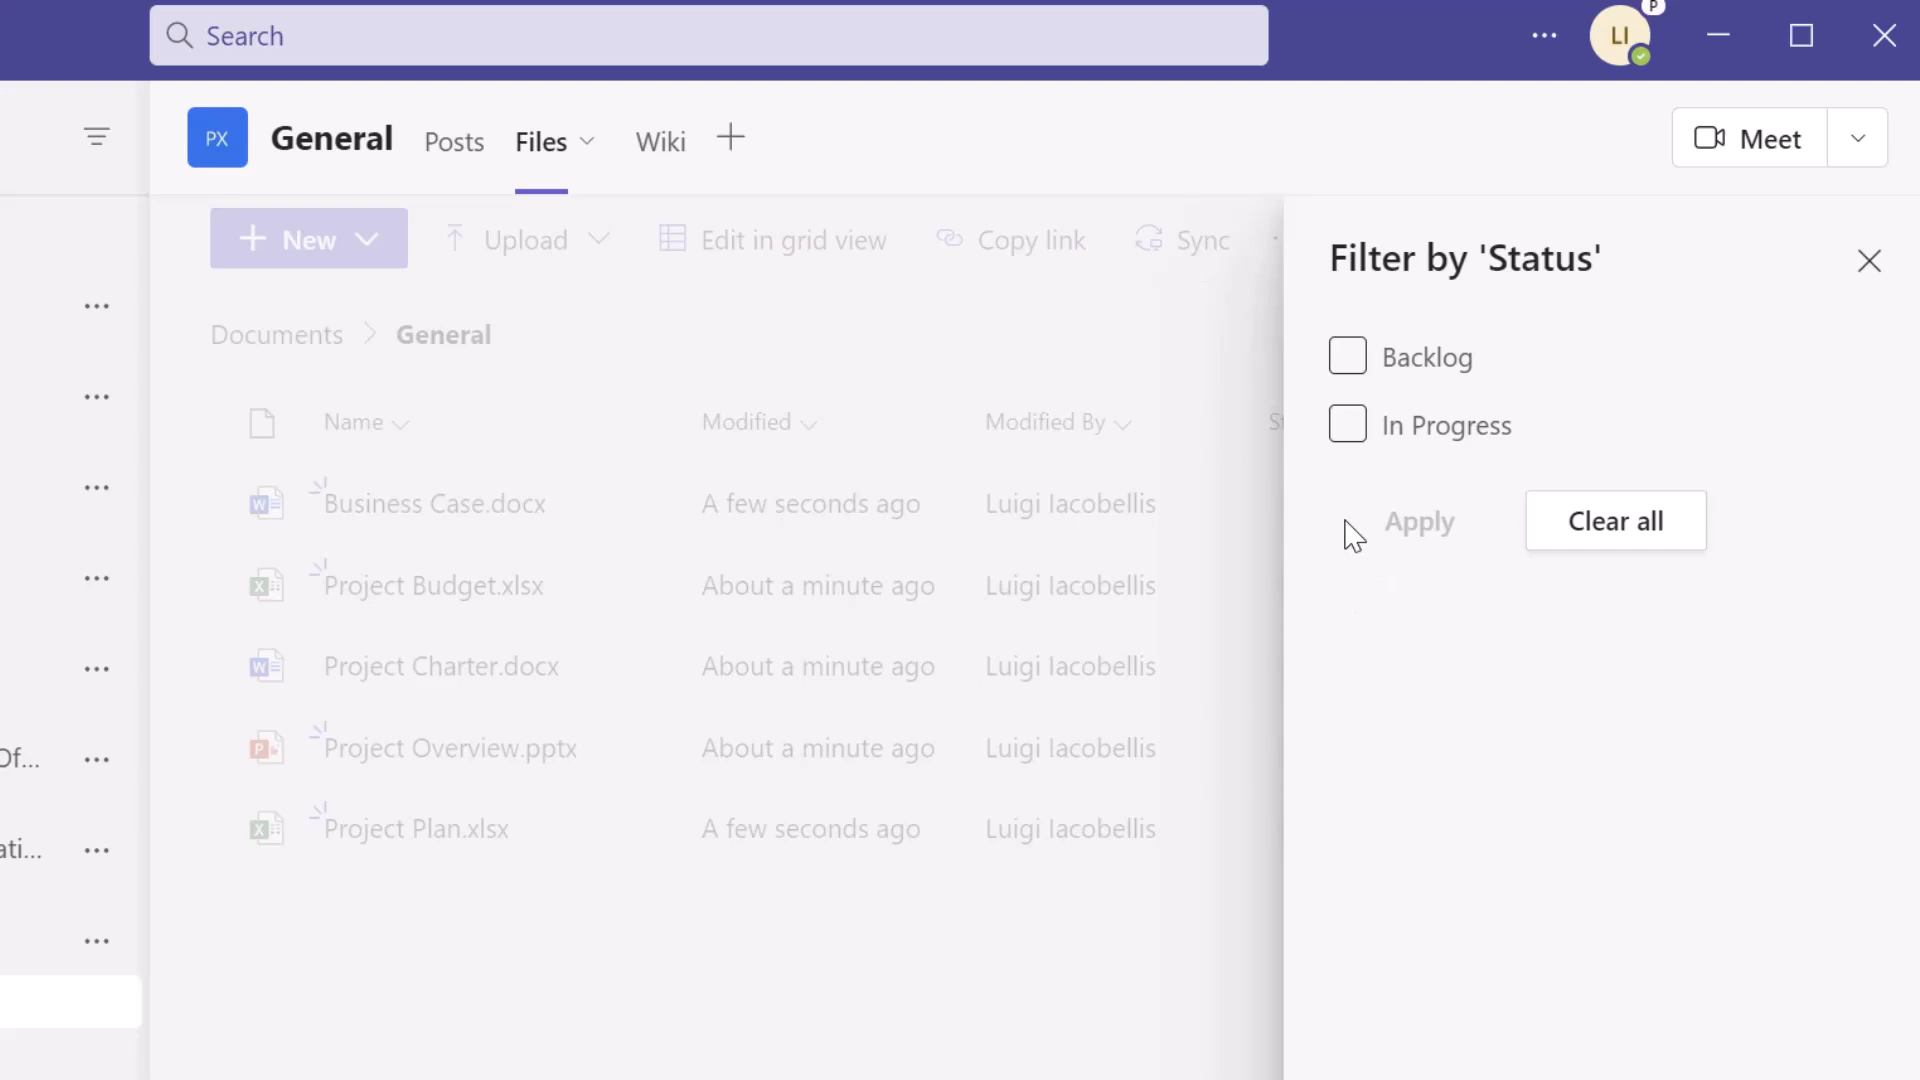 Search
P
LI
PX General Posts Files Wiki
Meet
New Upload Edit in grid view Copy link Sync
Filter by 'Status'
Documents General
Backlog
In Progress
Apply Clear all
Name Modified Modified By St
Business Case.docx A few seconds ago Luigi Iacobellis
Project Budget.xlsx About a minute ago Luigi Iacobellis
Project Charter.docx About a minute ago Luigi Iacobellis
Project Overview.pptx About a minute ago Luigi Iacobellis
Project Plan.xlsx A few seconds ago Luigi Iacobellis
Of...
ati...